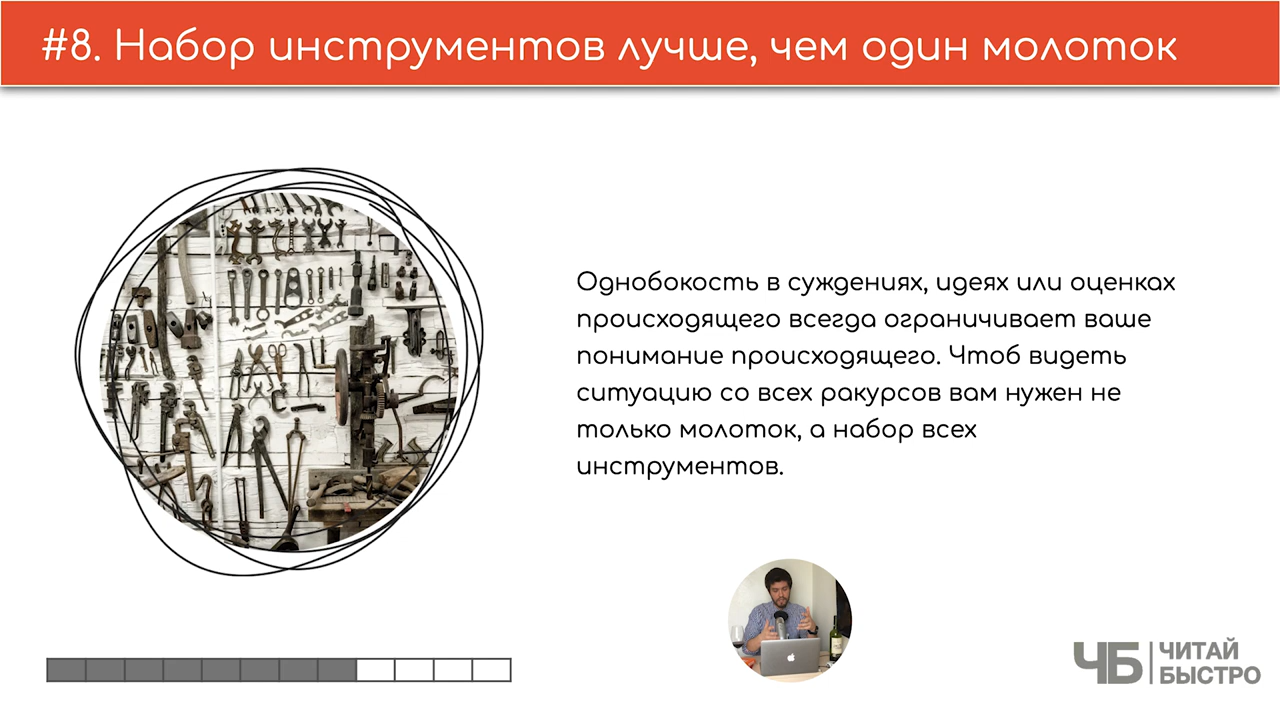 #8. Набор инструментов лучше, чем один молоток
Однобокость в суждениях, идеях или оценках
происходящего всегда ограничивает ваше
понимание происходящего. Чтоб видеть
ситуацию со всех ракурсов вам нужен не
только молоток, а набор всех
инструментов.
ЧБ
ЧИТАЙ
БЫСТРО